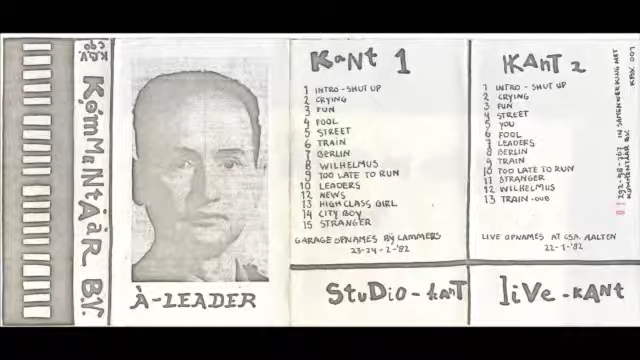 K.O.V.
C90
KOMMENTAAR B.V.
À-LEADER
KANT 1
1 INTRO - SHUT UP
2 CRYING
3 FUN
4 FOOL
5 STREET
6 TRAIN
7 BERLIN
8 WILHELMUS
9 TOO LATE TO RUN
10 LEADERS
12 NEWS
13 HIGH CLASS GIRL
14 CITY BOY
15 STRANGER
GARAGE OPNAMES BY LAMMERS
23-24-2-'82
StuDio - kANT
KANT 2
1 INTRO - SHUT UP
2 CRYING
3 FUN
4 STREET
5 YOU
6 FOOL
7 LEADERS
8 BERLIN
9 TRAIN
10 TOO LATE TO RUN
11 STRANGER
12 WILHELMUS
13 TRAIN - DUB
LIVE OPNAMES AT CSA. AALTEN
22-1-'82
liVe - KANT
IN SAMENWERKING MET
KOMMENTAAR B.V.